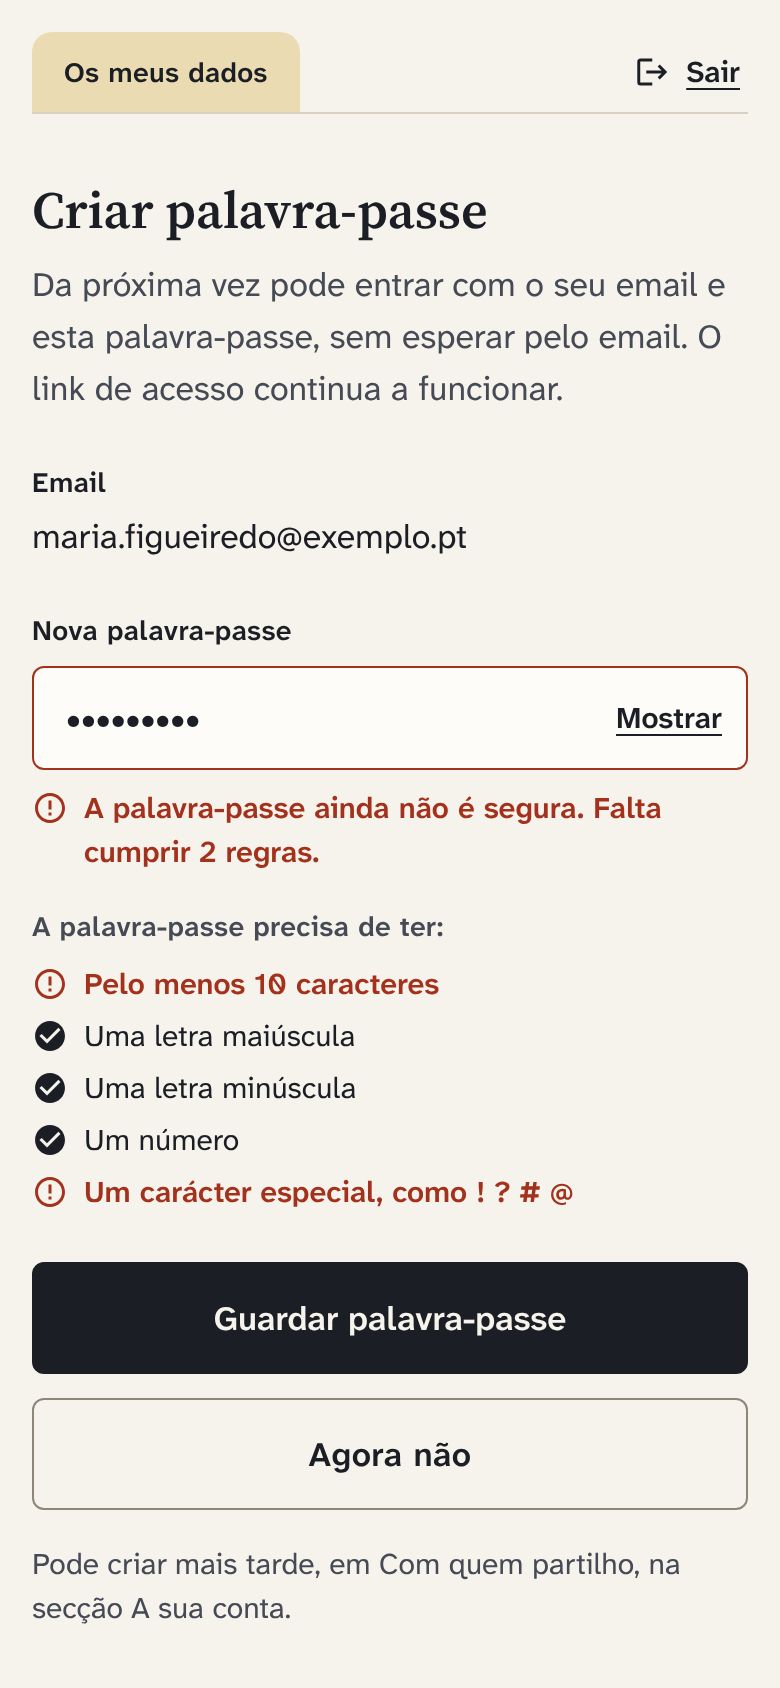 Os meus dados
Sair
Criar palavra-passe
Da próxima vez pode entrar com o seu email e
esta palavra-passe, sem esperar pelo email. O
link de acesso continua a funcionar.
Email
maria.figueiredo@exemplo.pt
Nova palavra-passe
•••••••••
Mostrar
A palavra-passe ainda não é segura. Falta
cumprir 2 regras.
A palavra-passe precisa de ter:
Pelo menos 10 caracteres
Uma letra maiúscula
Uma letra minúscula
Um número
Um carácter especial, como ! ? # @
Guardar palavra-passe
Agora não
Pode criar mais tarde, em Com quem partilho, na
secção A sua conta.